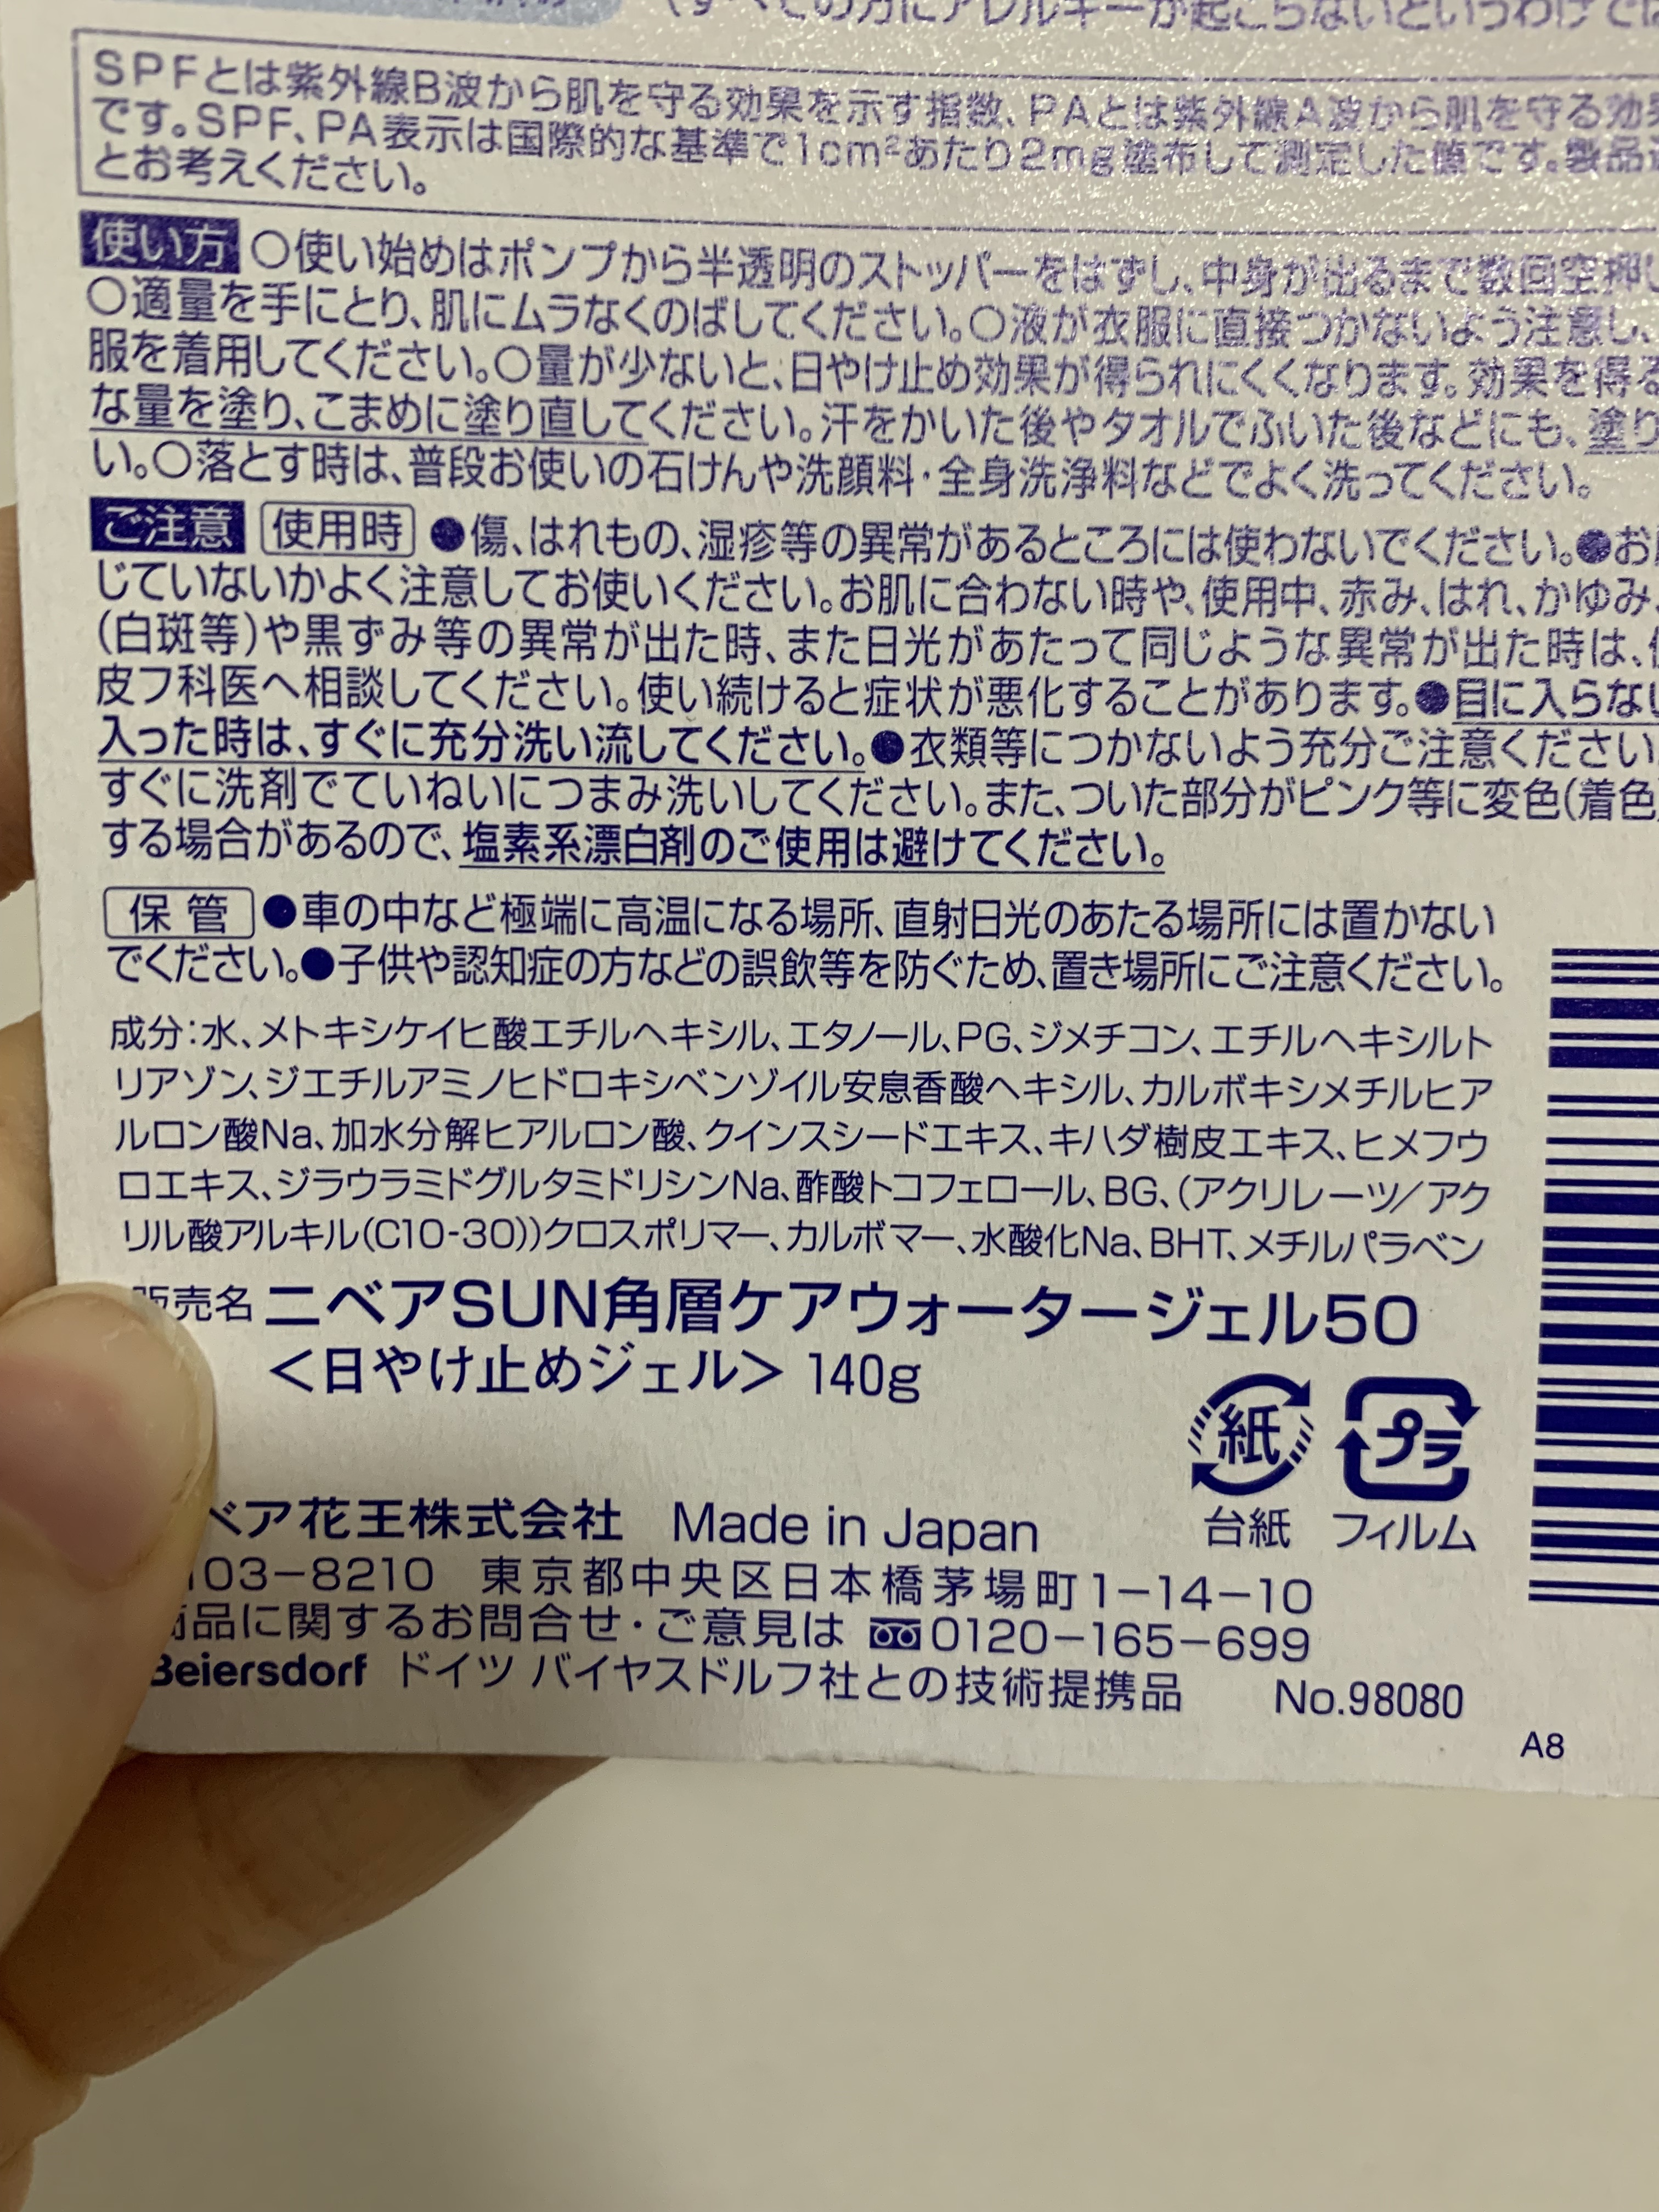 (すべての方にアレルギーが起こらないというわけでは
SPFとは紫外線B波から肌を守る効果を示す指数、PAとは紫外線A波から肌を守る効果
です。SPF、PA表示は国際的な基準で1cm²あたり2mg塗布して測定した値です。製品選
とお考えください。
使い方 ○使い始めはポンプから半透明のストッパーをはずし、中身が出るまで数回空押し
○適量を手にとり、肌にムラなくのばしてください。○液が衣服に直接つかないよう注意し、
服を着用してください。○量が少ないと、日やけ止め効果が得られにくくなります。効果を得る
な量を塗り、こまめに塗り直してください。汗をかいた後やタオルでふいた後などにも、塗り
い。○落とす時は、普段お使いの石けんや洗顔料・全身洗浄料などでよく洗ってください。
ご注意 使用時 ●傷、はれもの、湿疹等の異常があるところには使わないでください。●お
じていないかよく注意してお使いください。お肌に合わない時や、使用中、赤み、はれ、かゆみ、
(白斑等)や黒ずみ等の異常が出た時、また日光があたって同じような異常が出た時は、
皮フ科医へ相談してください。使い続けると症状が悪化することがあります。●目に入らない
入った時は、すぐに充分洗い流してください。●衣類等につかないよう充分ご注意ください
すぐに洗剤でていねいにつまみ洗いしてください。また、ついた部分がピンク等に変色(着色)
する場合があるので、塩素系漂白剤のご使用は避けてください。
保管 ●車の中など極端に高温になる場所、直射日光のあたる場所には置かない
でください。●子供や認知症の方などの誤飲等を防ぐため、置き場所にご注意ください。
成分:水、メトキシケイヒ酸エチルヘキシル、エタノール、PG、ジメチコン、エチルヘキシルト
リアゾン、ジエチルアミノヒドロキシベンゾイル安息香酸ヘキシル、カルボキシメチルヒア
ルロン酸Na、加水分解ヒアルロン酸、クインスシードエキス、キハダ樹皮エキス、ヒメフウ
ロエキス、ジラウラミドグルタミドリシンNa、酢酸トコフェロール、BG、(アクリレーツ/アク
リル酸アルキル(C10-30))クロスポリマー、カルボマー、水酸化Na、BHT、メチルパラベン
販売名 ニベアSUN角層ケアウォータージェル50
<日やけ止めジェル> 140g
紙 プラ
台紙 フィルム
ベア花王株式会社 Made in Japan
103-8210 東京都中央区日本橋茅場町1-14-10
商品に関するお問合せ・ご意見は 0120-165-699
Beiersdorf ドイツ バイヤスドルフ社との技術提携品 No.98080
A8